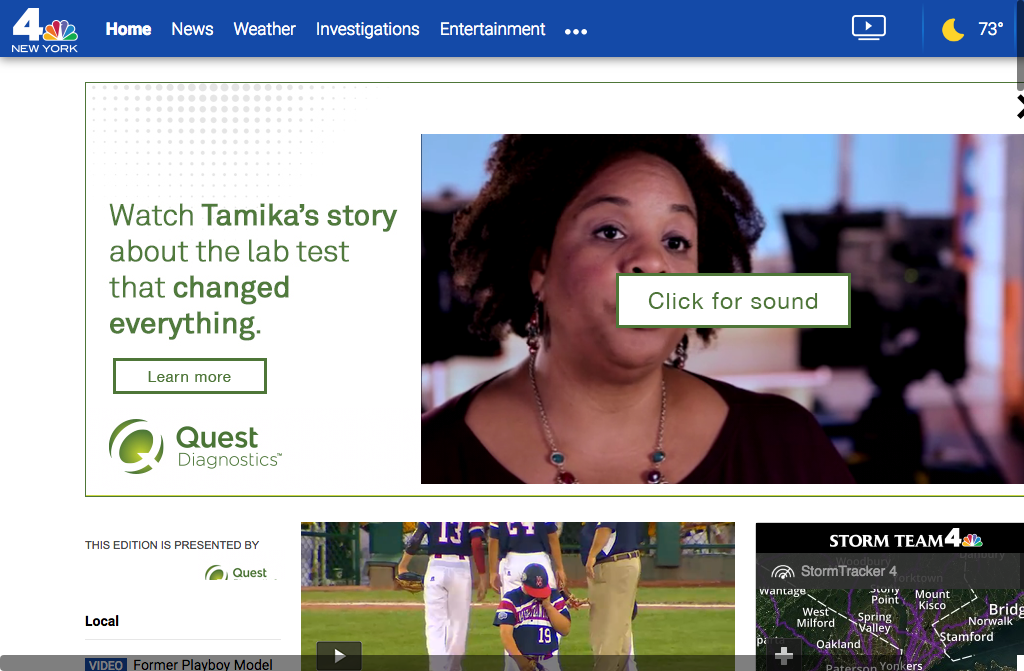 4
NEW YORK
Home News Weather Investigations Entertainment •••
73°
Watch Tamika's story
about the lab test
that changed
everything.
Click for sound
Learn more
Quest
Diagnostics™
THIS EDITION IS PRESENTED BY
Quest
Local
VIDEO Former Playboy Model
13
24
19
STORM TEAM 4
StormTracker 4
Woodbury
Danbury
Yorktown
Wantage
Stony
Point
Mount
Kisco
West
Milford
Spring
Valley
Bridg
Norwalk
Stamford
Oakland
Paterson
Yonkers